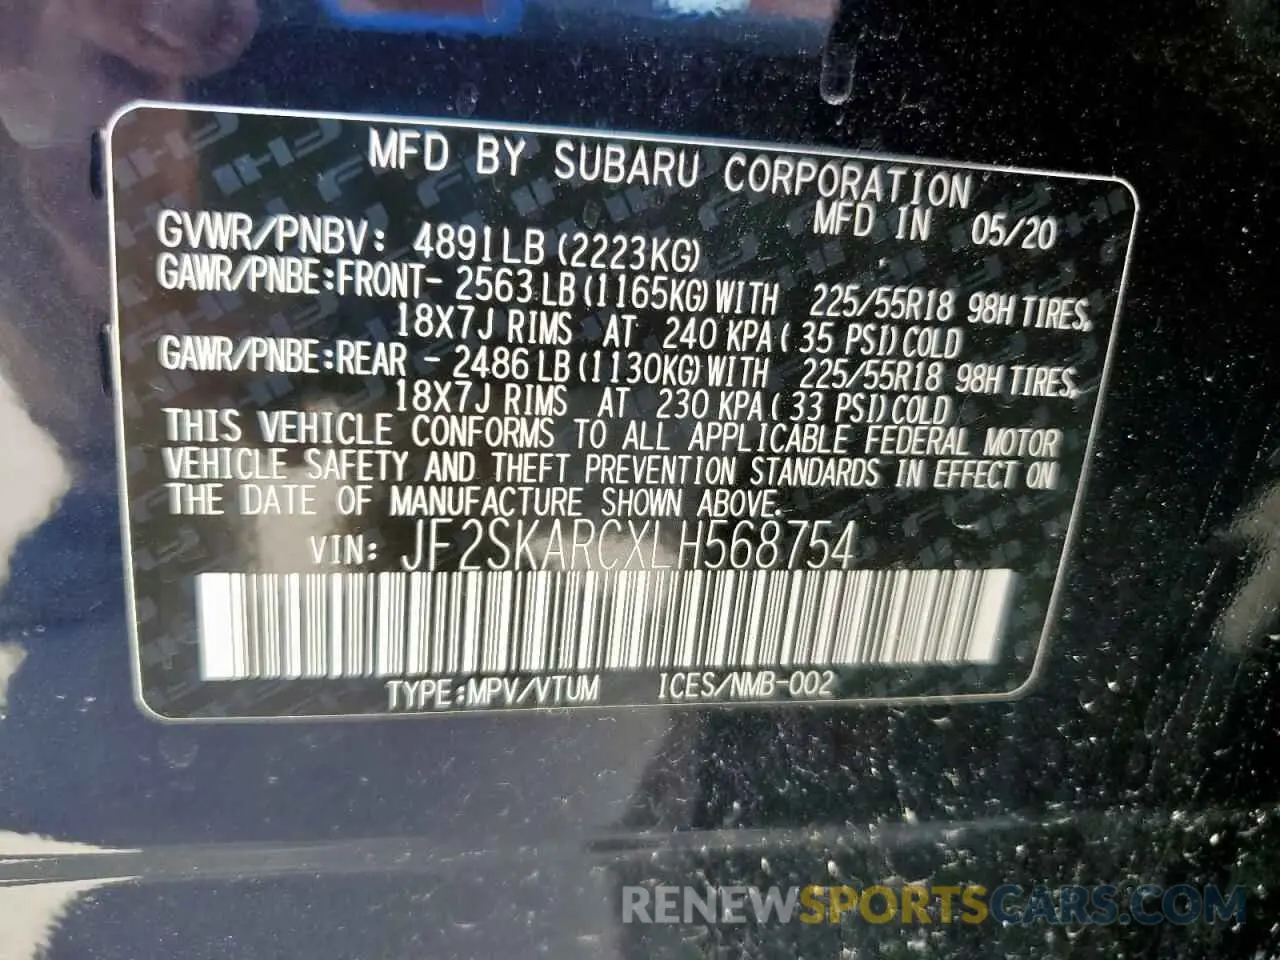 MFD BY SUBARU CORPORATION
MFD IN 05/20
GVWR/PNBV: 4891LB (2223KG)
GAWR/PNBE:FRONT- 2563 LB (1165KG) WITH 225/55R18 98H TIRES,
18X7J RIMS AT 240 KPA ( 35 PSI) COLD
GAWR/PNBE:REAR - 2486 LB (1130KG) WITH 225/55R18 98H TIRES,
18X7J RIMS AT 230 KPA ( 33 PSI) COLD
THIS VEHICLE CONFORMS TO ALL APPLICABLE FEDERAL MOTOR
VEHICLE SAFETY AND THEFT PREVENTION STANDARDS IN EFFECT ON
THE DATE OF MANUFACTURE SHOWN ABOVE.
VIN: JF2SKARCXLH568754
TYPE:MPV/VTUM ICES/NMB-002
RENEWSPORTSCARS.COM